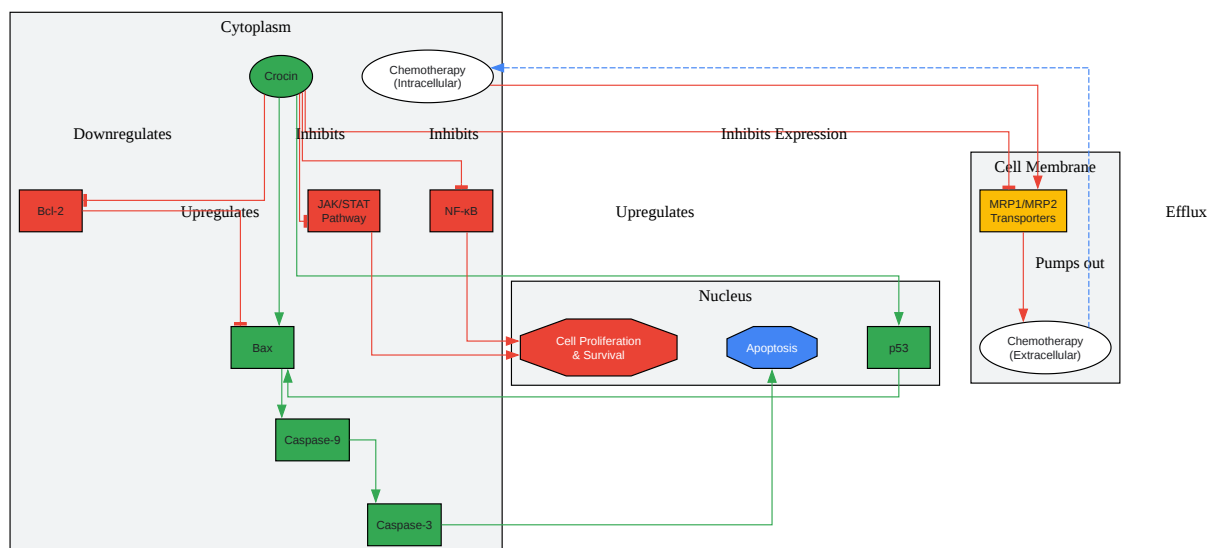 Cytoplasm
Crocin
Chemotherapy
(Intracellular)
Downregulates
Inhibits
Inhibits
Inhibits Expression
Cell Membrane
Bcl-2
Upregulates
JAK/STAT
Pathway
NF-κB
Upregulates
MRP1/MRP2
Transporters
Efflux
Pumps out
Nucleus
Bax
Cell Proliferation
& Survival
Apoptosis
p53
Chemotherapy
(Extracellular)
Caspase-9
Caspase-3